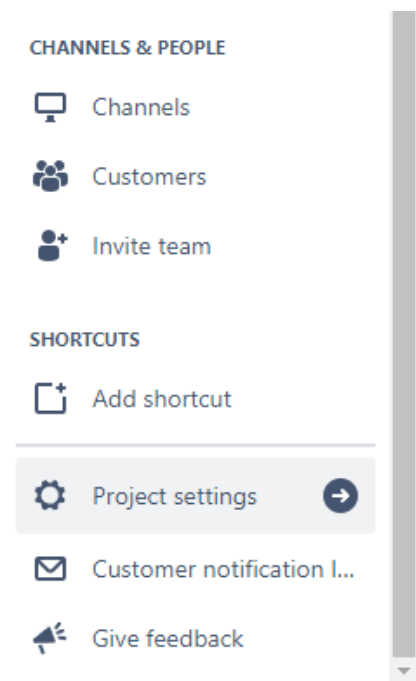 CHANNELS & PEOPLE
Channels
Customers
Invite team
SHORTCUTS
Add shortcut
Project settings
Customer notification l...
Give feedback